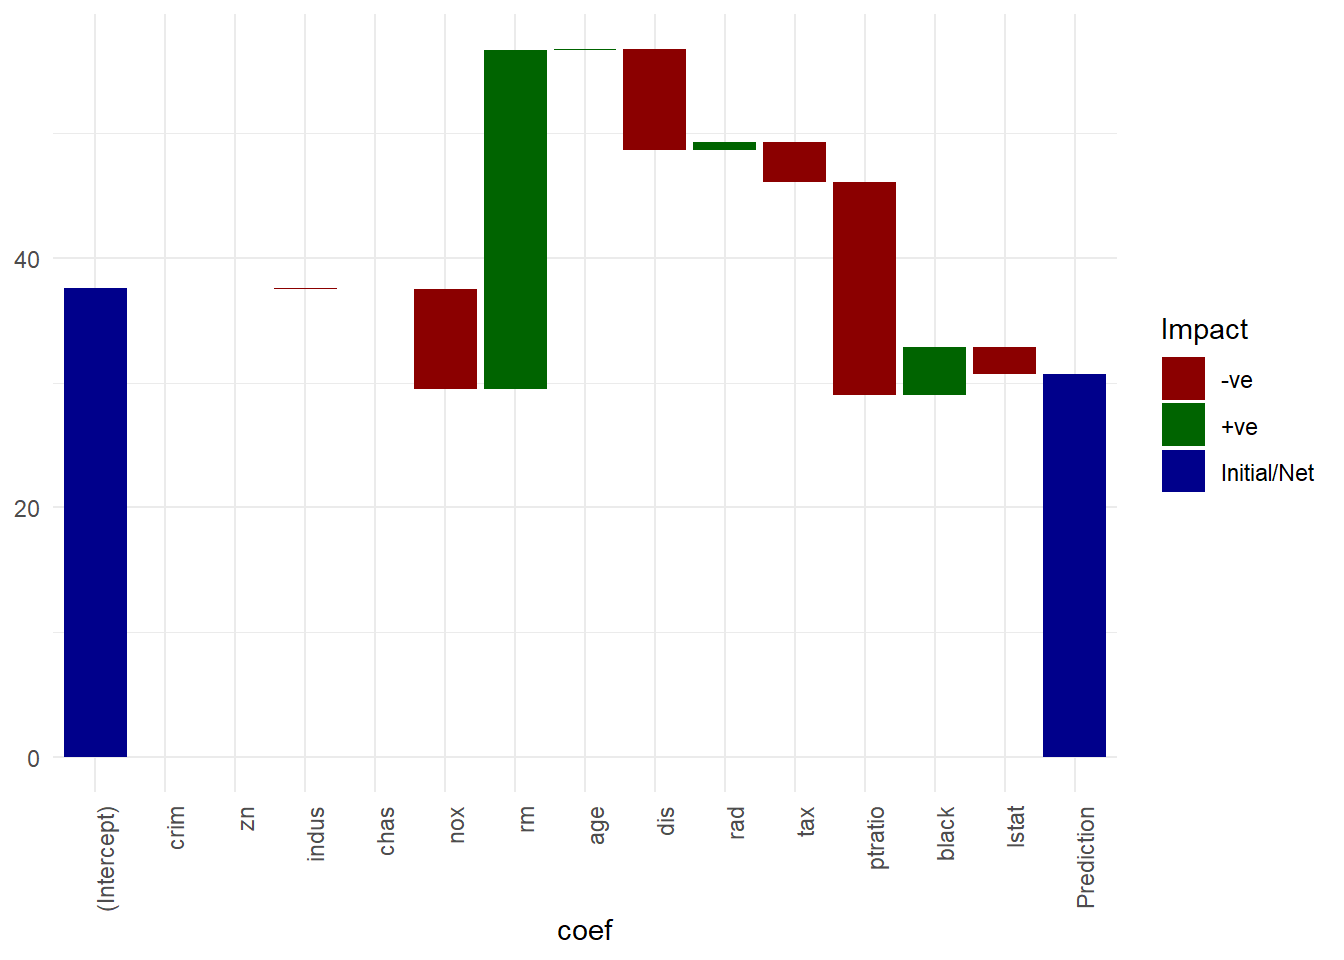 40
20
0
(Intercept)
crim
zn
indus
chas
nox
rm
age
dis
rad
tax
ptratio
black
lstat
Prediction
coef
Impact
-ve
+ve
Initial/Net